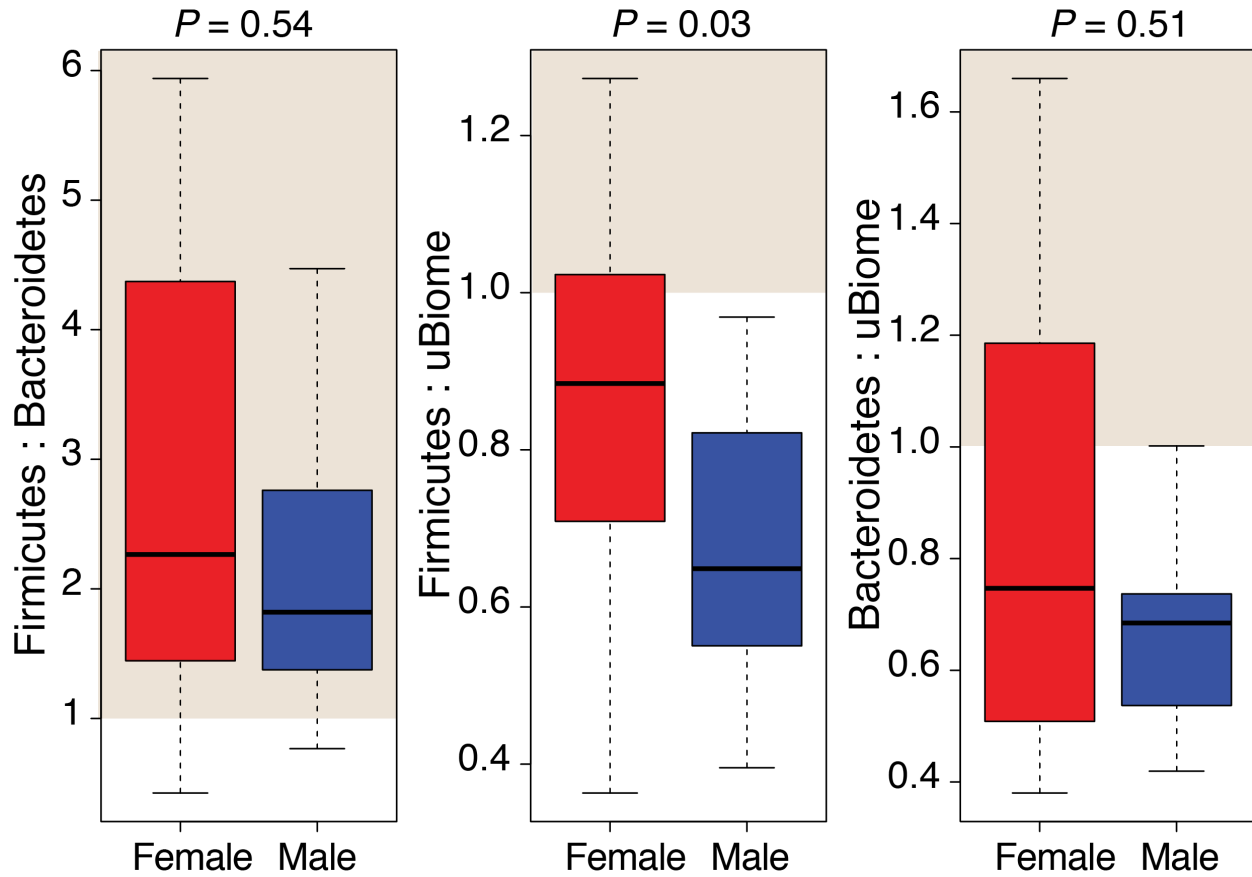 P = 0.54
Firmicutes : Bacteroidetes
6
5
4
3
2
1
Female Male
P = 0.03
Firmicutes : uBiome
1.2
1.0
0.8
0.6
0.4
Female Male
P = 0.51
Bacteroidetes : uBiome
1.6
1.4
1.2
1.0
0.8
0.6
0.4
Female Male